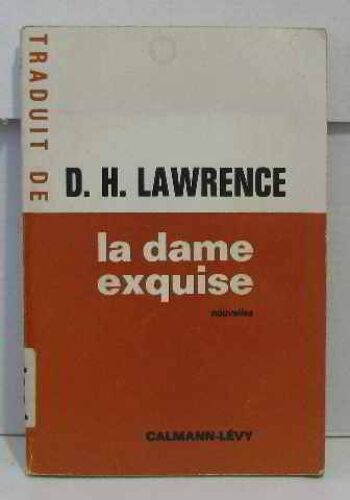 TRADUIT DE
D. H. LAWRENCE
la dame
exquise
nouvelles
CALMANN-LÉVY